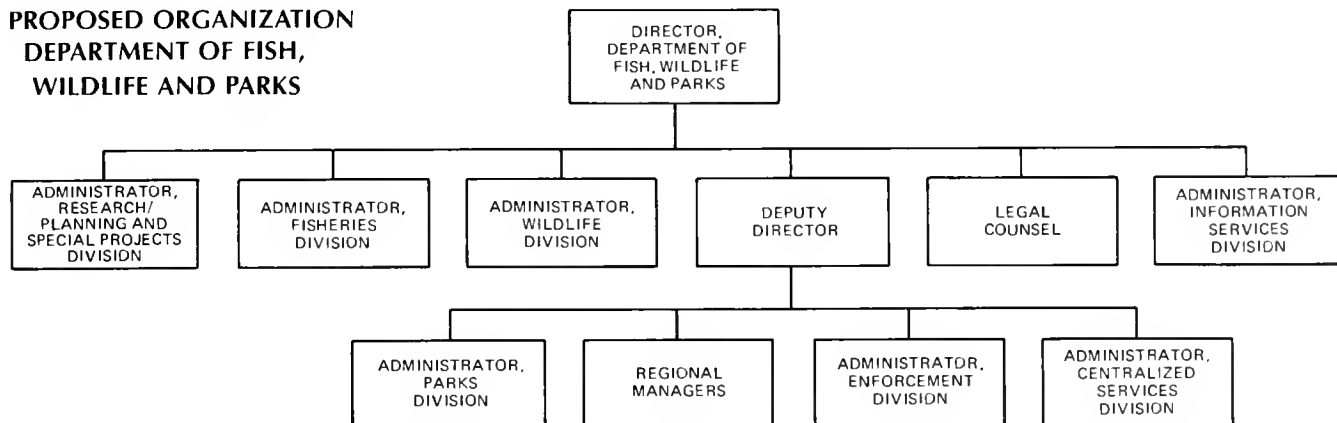 PROPOSED ORGANIZATION
DEPARTMENT OF FISH,
WILDLIFE AND PARKS
DIRECTOR,
DEPARTMENT OF
FISH, WILDLIFE
AND PARKS
ADMINISTRATOR,
RESEARCH/
PLANNING AND
SPECIAL PROJECTS
DIVISION
ADMINISTRATOR,
FISHERIES
DIVISION
ADMINISTRATOR,
WILDLIFE
DIVISION
DEPUTY
DIRECTOR
LEGAL
COUNSEL
ADMINISTRATOR,
INFORMATION
SERVICES
DIVISION
ADMINISTRATOR,
PARKS
DIVISION
REGIONAL
MANAGERS
ADMINISTRATOR,
ENFORCEMENT
DIVISION
ADMINISTRATOR,
CENTRALIZED
SERVICES
DIVISION